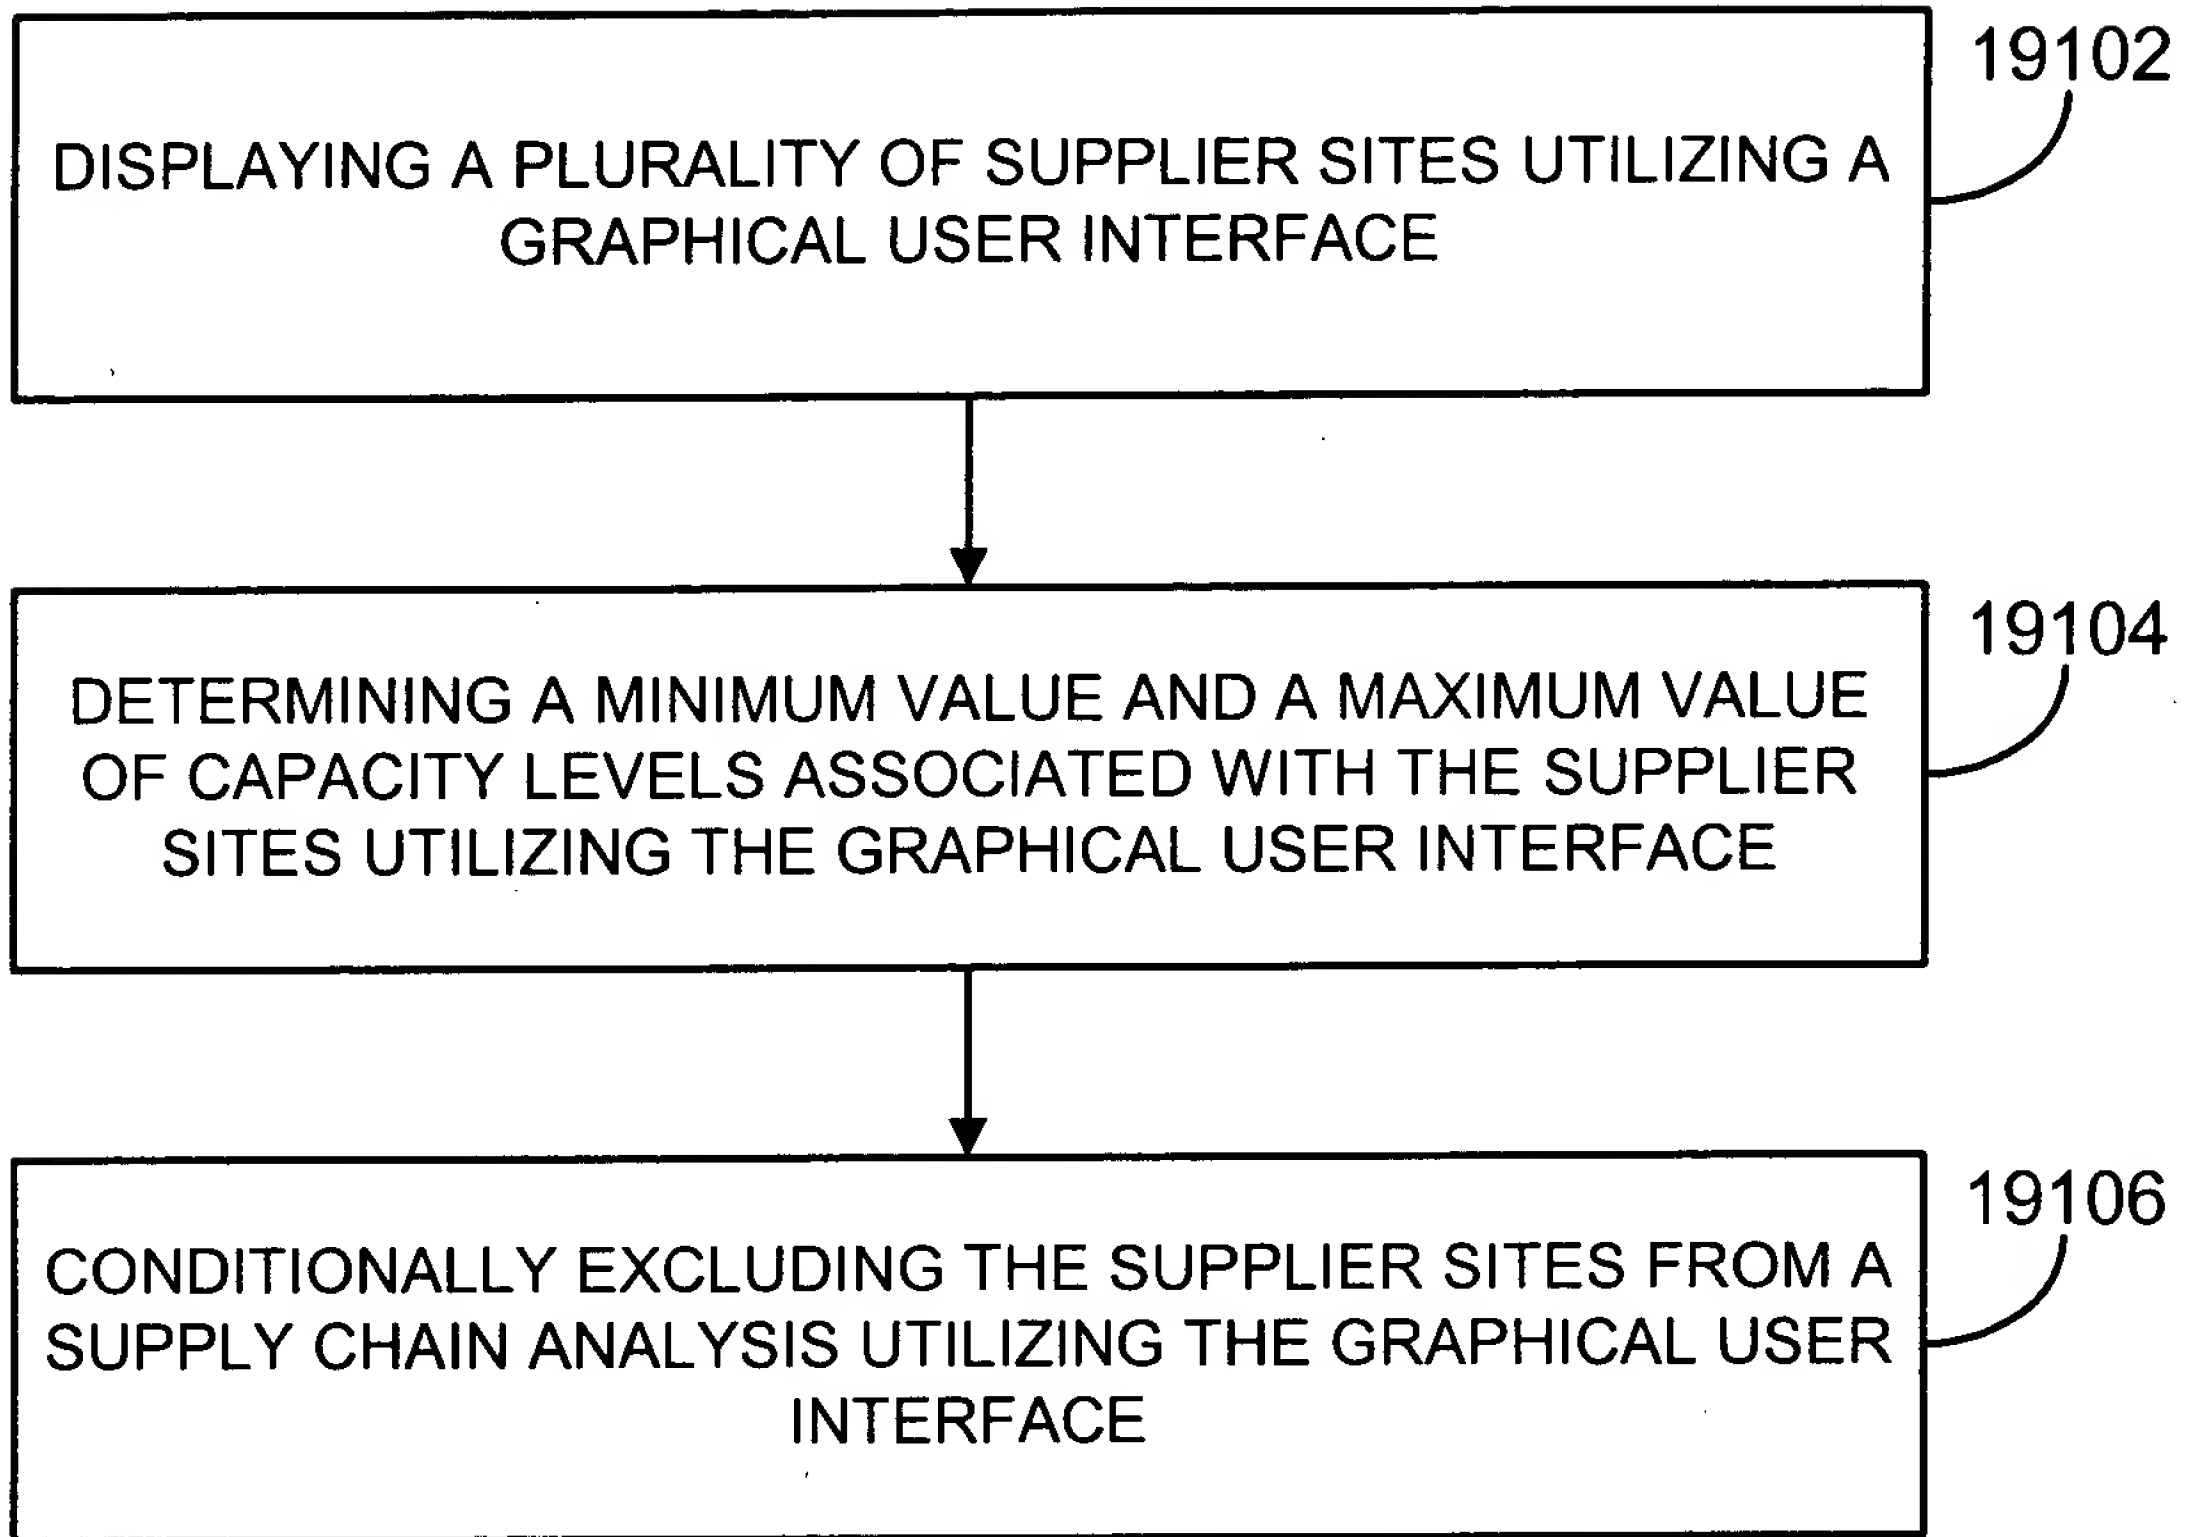 19102
DISPLAYING A PLURALITY OF SUPPLIER SITES UTILIZING A
GRAPHICAL USER INTERFACE
19104
DETERMINING A MINIMUM VALUE AND A MAXIMUM VALUE
OF CAPACITY LEVELS ASSOCIATED WITH THE SUPPLIER
SITES UTILIZING THE GRAPHICAL USER INTERFACE
19106
CONDITIONALLY EXCLUDING THE SUPPLIER SITES FROM A
SUPPLY CHAIN ANALYSIS UTILIZING THE GRAPHICAL USER
INTERFACE